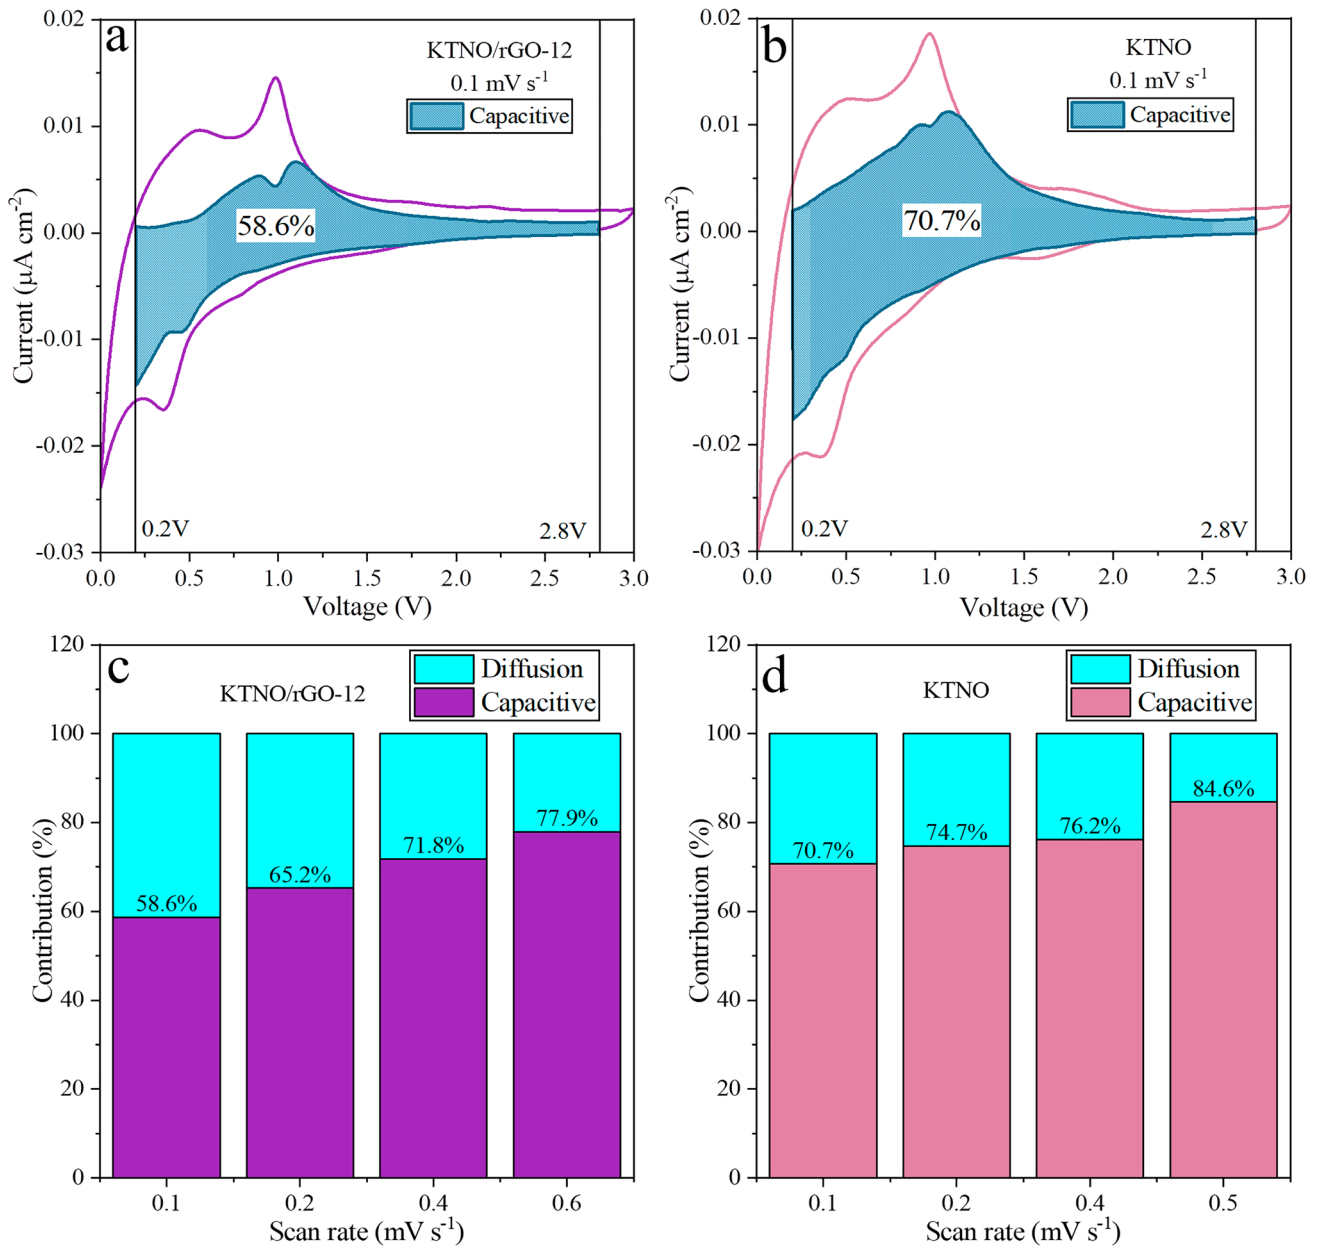 a
KTNO/rGO-12
0.1 mV s⁻¹
Capacitive
58.6%
0.02
0.01
0.00
-0.01
-0.02
-0.03
Current (μA cm⁻²)
0.2V
2.8V
0.0 0.5 1.0 1.5 2.0 2.5 3.0
Voltage (V)
b
KTNO
0.1 mV s⁻¹
Capacitive
70.7%
0.02
0.01
0.00
-0.01
-0.02
-0.03
Current (μA cm⁻²)
0.2V
2.8V
0.0 0.5 1.0 1.5 2.0 2.5 3.0
Voltage (V)
c
KTNO/rGO-12
Diffusion
Capacitive
58.6%
65.2%
71.8%
77.9%
120
100
80
60
40
20
0
Contribution (%)
0.1 0.2 0.4 0.6
Scan rate (mV s⁻¹)
d
KTNO
Diffusion
Capacitive
70.7%
74.7%
76.2%
84.6%
120
100
80
60
40
20
0
Contribution (%)
0.1 0.2 0.4 0.5
Scan rate (mV s⁻¹)